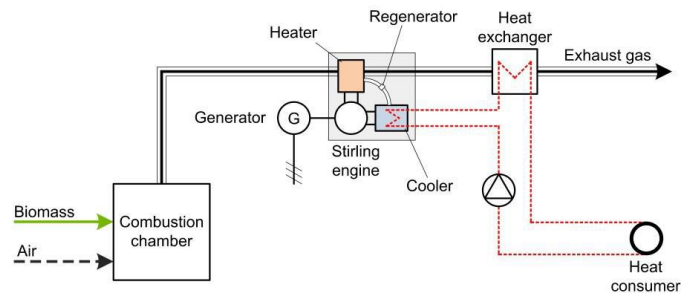 Regenerator
Heat
exchanger
Heater
Exhaust gas
Generator
G
Stirling
engine
Cooler
Biomass
Combustion
chamber
Air
Heat
consumer